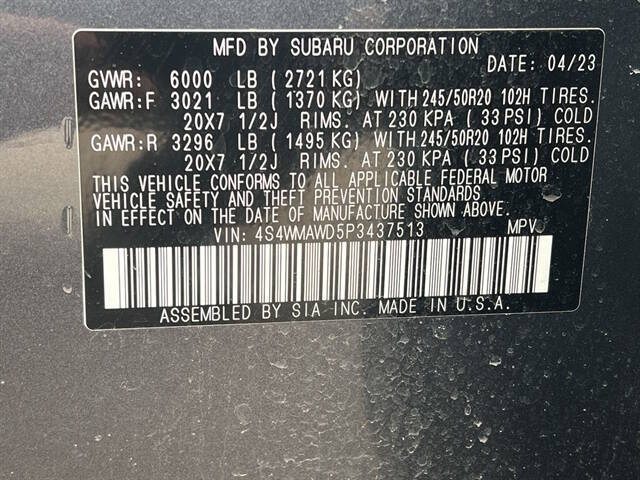 MFD BY SUBARU CORPORATION
DATE: 04/23
GVWR: 6000 LB ( 2721 KG)
GAWR:F 3021 LB ( 1370 KG) WITH 245/50R20 102H TIRES.
20X7 1/2J RIMS. AT 230 KPA ( 33 PSI) COLD
GAWR:R 3296 LB ( 1495 KG) WITH 245/50R20 102H TIRES.
20X7 1/2J RIMS. AT 230 KPA ( 33 PSI) COLD
THIS VEHICLE CONFORMS TO ALL APPLICABLE FEDERAL MOTOR
VEHICLE SAFETY AND THEFT PREVENTION STANDARDS
IN EFFECT ON THE DATE OF MANUFACTURE SHOWN ABOVE.
VIN: 4S4WMAWD5P3437513 MPV
ASSEMBLED BY SIA INC. MADE IN U.S.A.